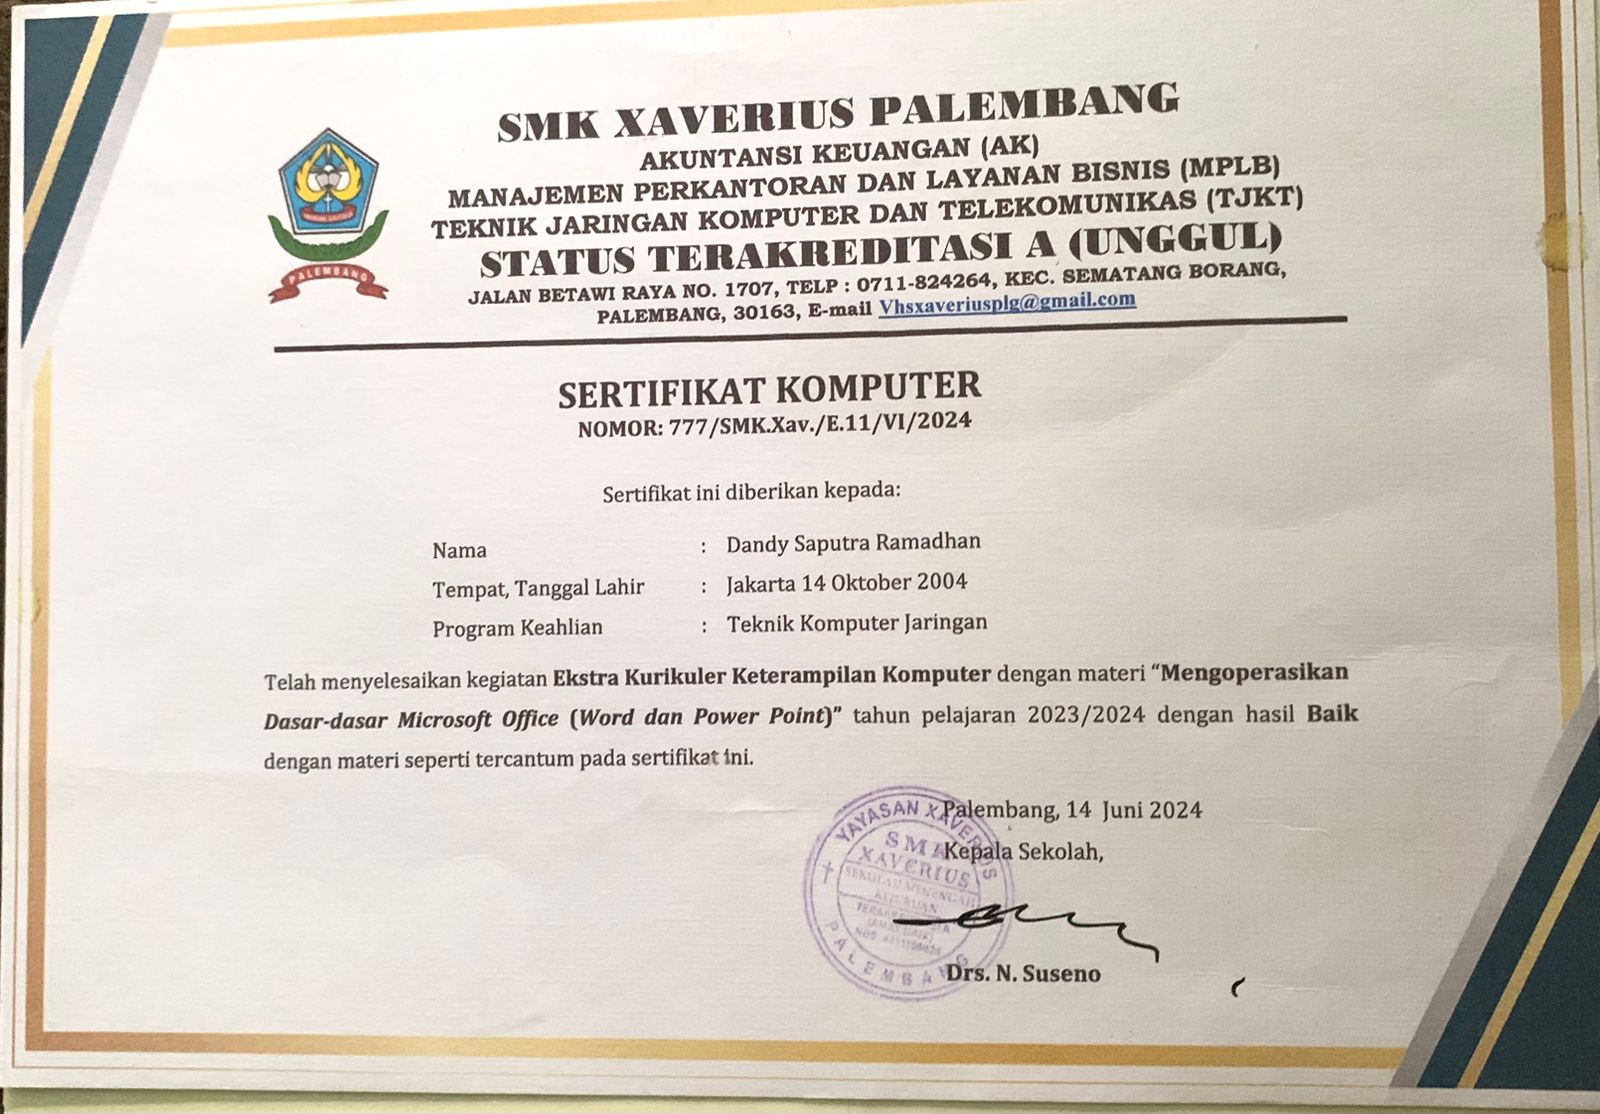 SMK XAVERIUS PALEMBANG
AKUNTANSI KEUANGAN (AK)
MANAJEMEN PERKANTORAN DAN LAYANAN BISNIS (MPLB)
TEKNIK JARINGAN KOMPUTER DAN TELEKOMUNIKAS (TJKT)
STATUS TERAKREDITASI A (UNGGUL)
JALAN BETAWI RAYA NO. 1707, TELP : 0711-824264, KEC. SEMATANG BORANG,
PALEMBANG, 30163, E-mail Vhsxaveriusplg@gmail.com
PALEMBANG
SERTIFIKAT KOMPUTER
NOMOR: 777/SMK.Xav./E.11/VI/2024
Sertifikat ini diberikan kepada:
Nama : Dandy Saputra Ramadhan
Tempat, Tanggal Lahir : Jakarta 14 Oktober 2004
Program Keahlian : Teknik Komputer Jaringan
Telah menyelesaikan kegiatan Ekstra Kurikuler Keterampilan Komputer dengan materi “Mengoperasikan
Dasar-dasar Microsoft Office (Word dan Power Point)” tahun pelajaran 2023/2024 dengan hasil Baik
dengan materi seperti tercantum pada sertifikat ini.
Palembang, 14 Juni 2024
Kepala Sekolah,
YAYASAN XAVERIUS
SMK
XAVERIUS
SEKOLAH MENENGAH
KEJURUAN
PALEMBANG
Drs. N. Suseno